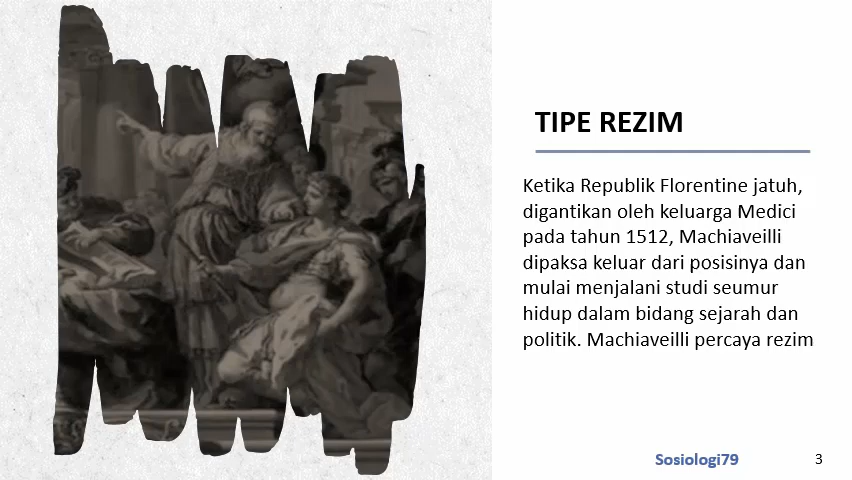 TIPE REZIM
Ketika Republik Florentine jatuh,
digantikan oleh keluarga Medici
pada tahun 1512, Machiaveilli
dipaksa keluar dari posisinya dan
mulai menjalani studi seumur
hidup dalam bidang sejarah dan
politik. Machiaveilli percaya rezim
Sosiologi79
3